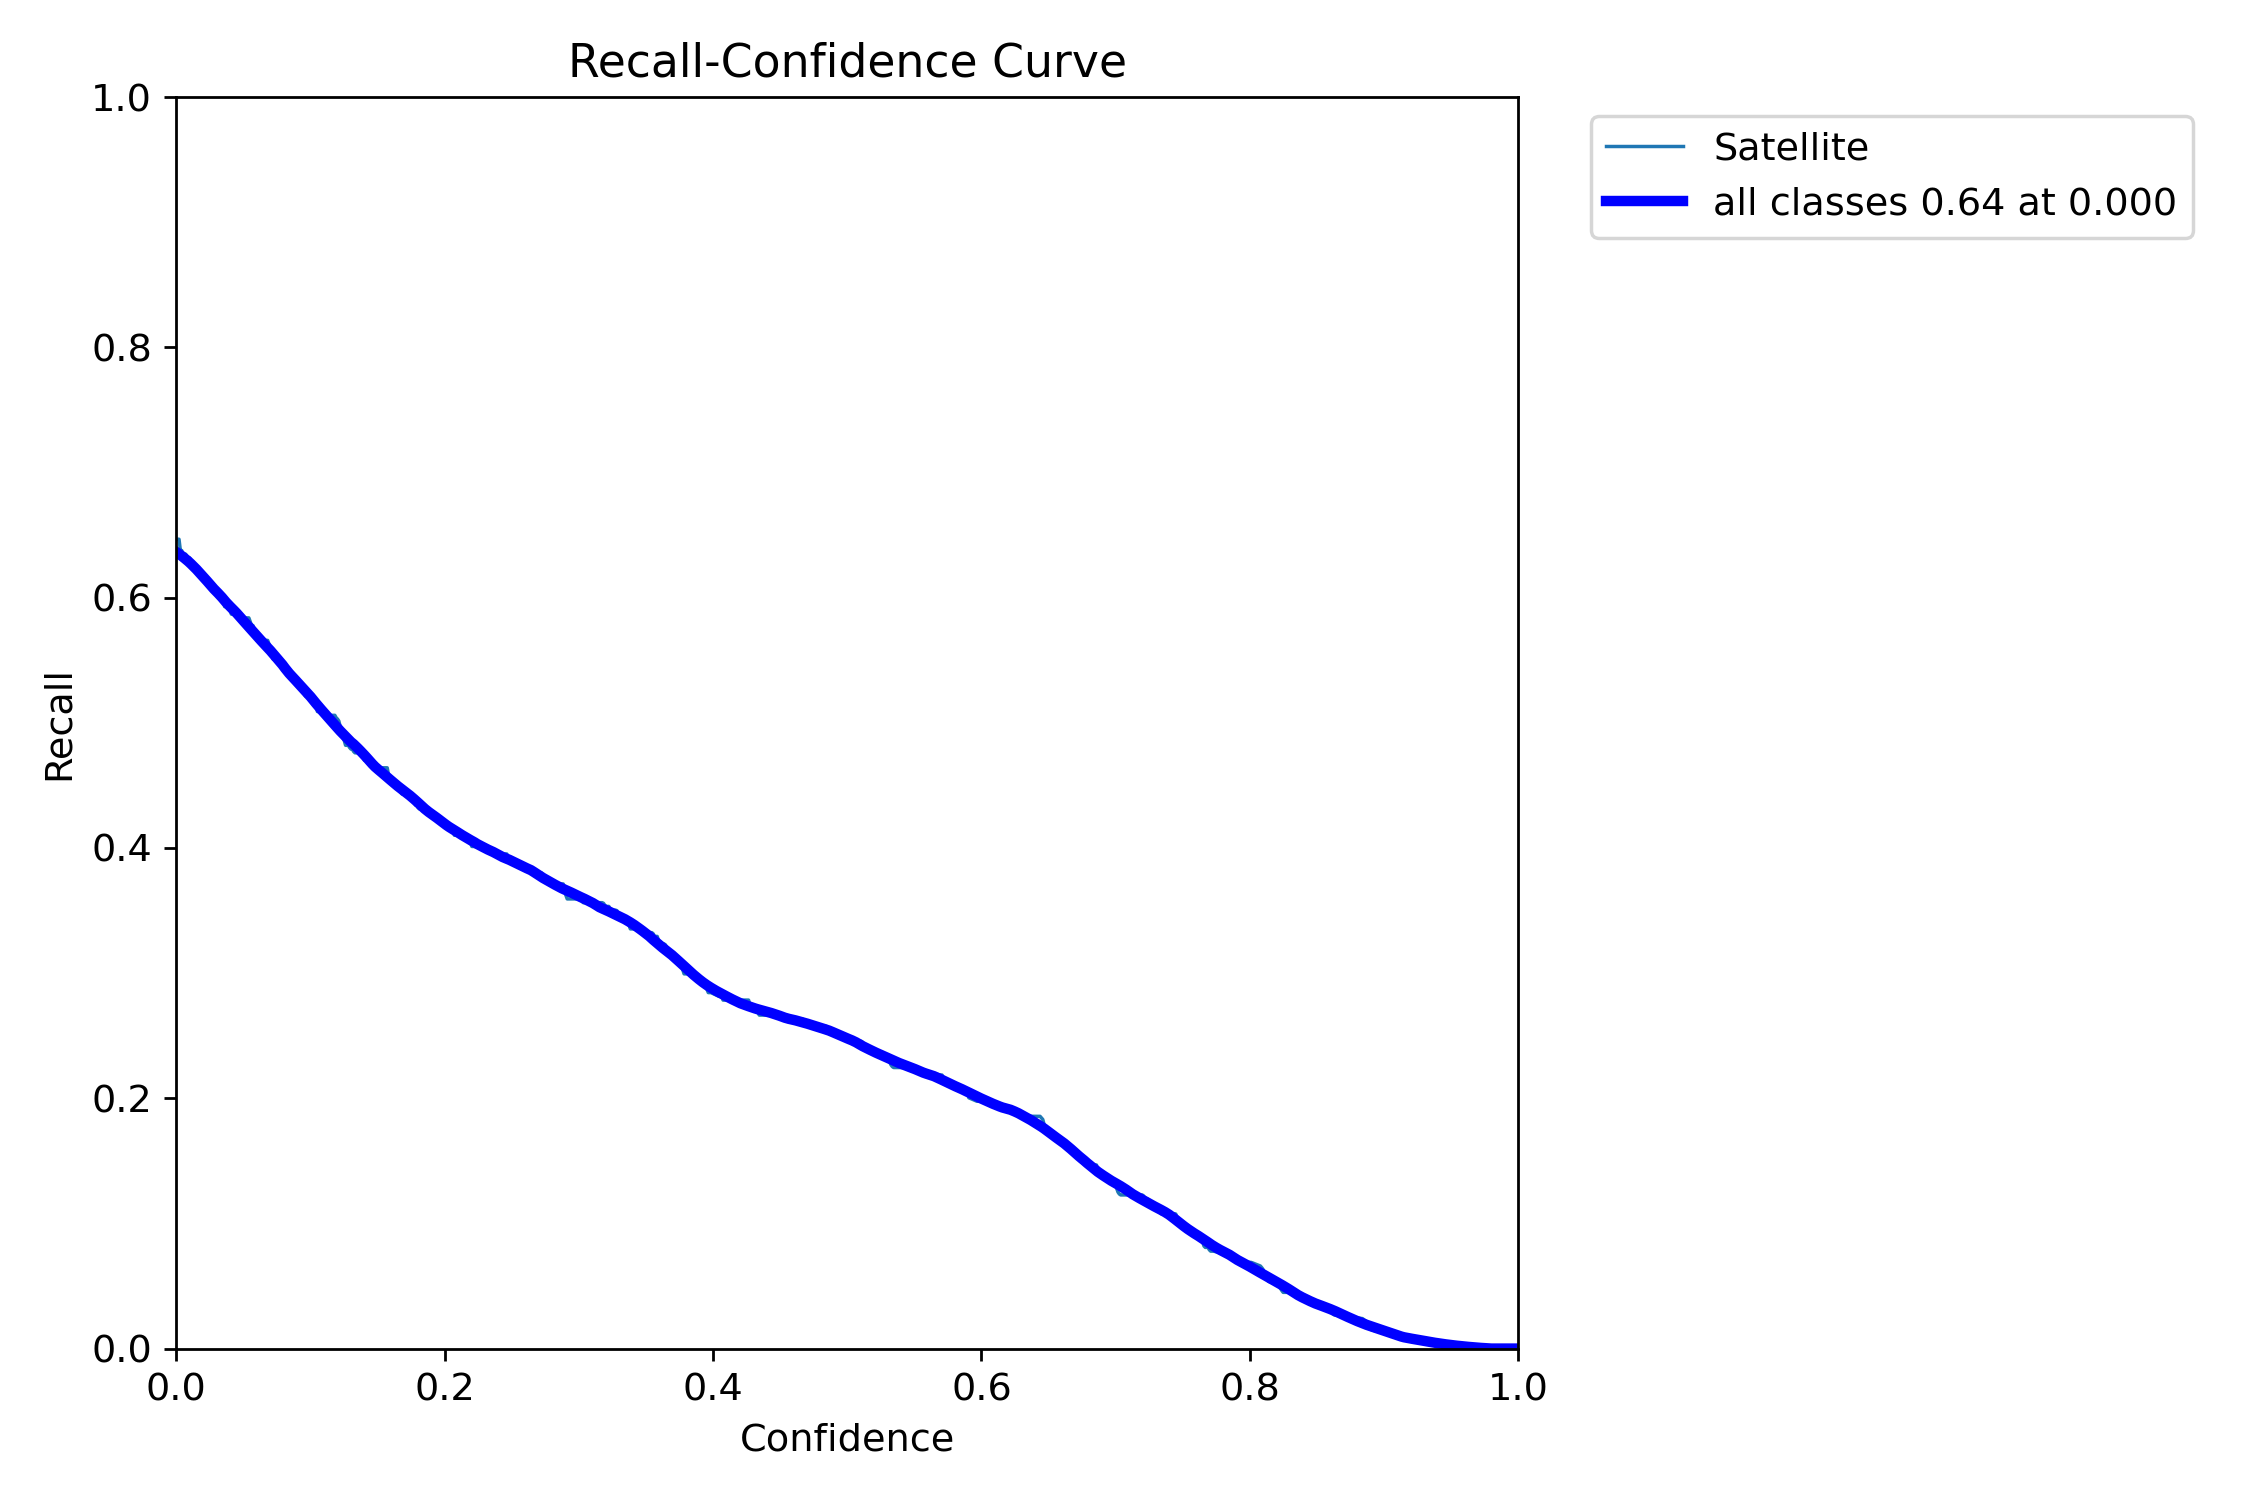 Recall-Confidence Curve
1.0
0.8
0.6
0.4
0.2
0.0
Recall
0.0 0.2 0.4 0.6 0.8 1.0
Confidence
Satellite
all classes 0.64 at 0.000